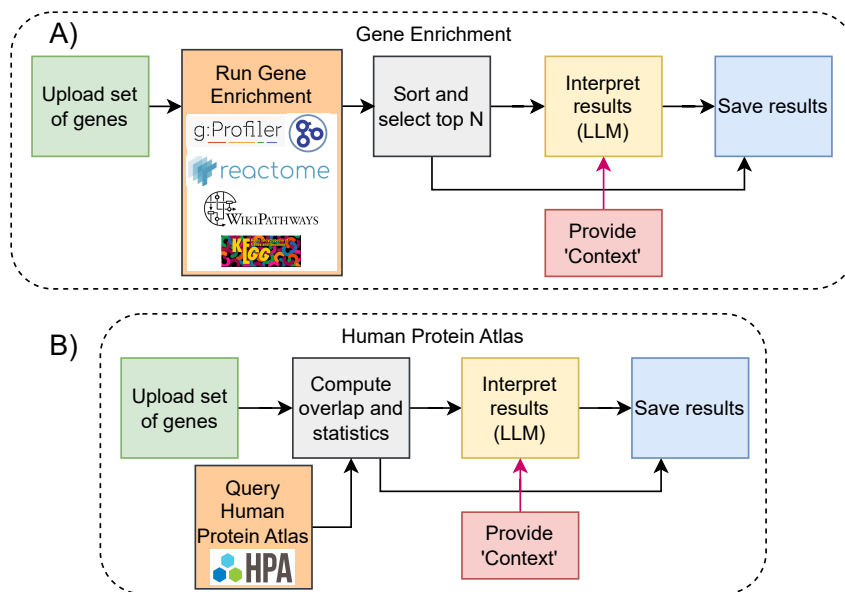 A)
Gene Enrichment
Upload set
of genes
Run Gene
Enrichment
g:Profiler
reactome
WIKIPATHWAYS
KEGG
Sort and
select top N
Interpret
results
(LLM)
Save results
Provide
'Context'
B)
Human Protein Atlas
Upload set
of genes
Compute
overlap and
statistics
Interpret
results
(LLM)
Save results
Query
Human
Protein Atlas
HPA
Provide
'Context'